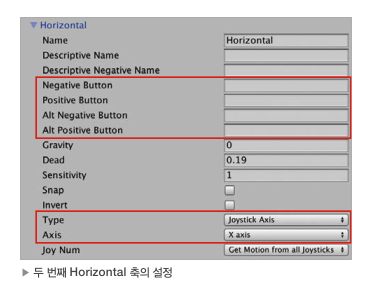 ▼ Horizontal
Name Horizontal
Descriptive Name
Descriptive Negative Name
Negative Button
Positive Button
Alt Negative Button
Alt Positive Button
Gravity 0
Dead 0.19
Sensitivity 1
Snap
Invert
Type Joystick Axis
Axis X axis
Joy Num Get Motion from all Joysticks
▶ 두 번째 Horizontal 축의 설정